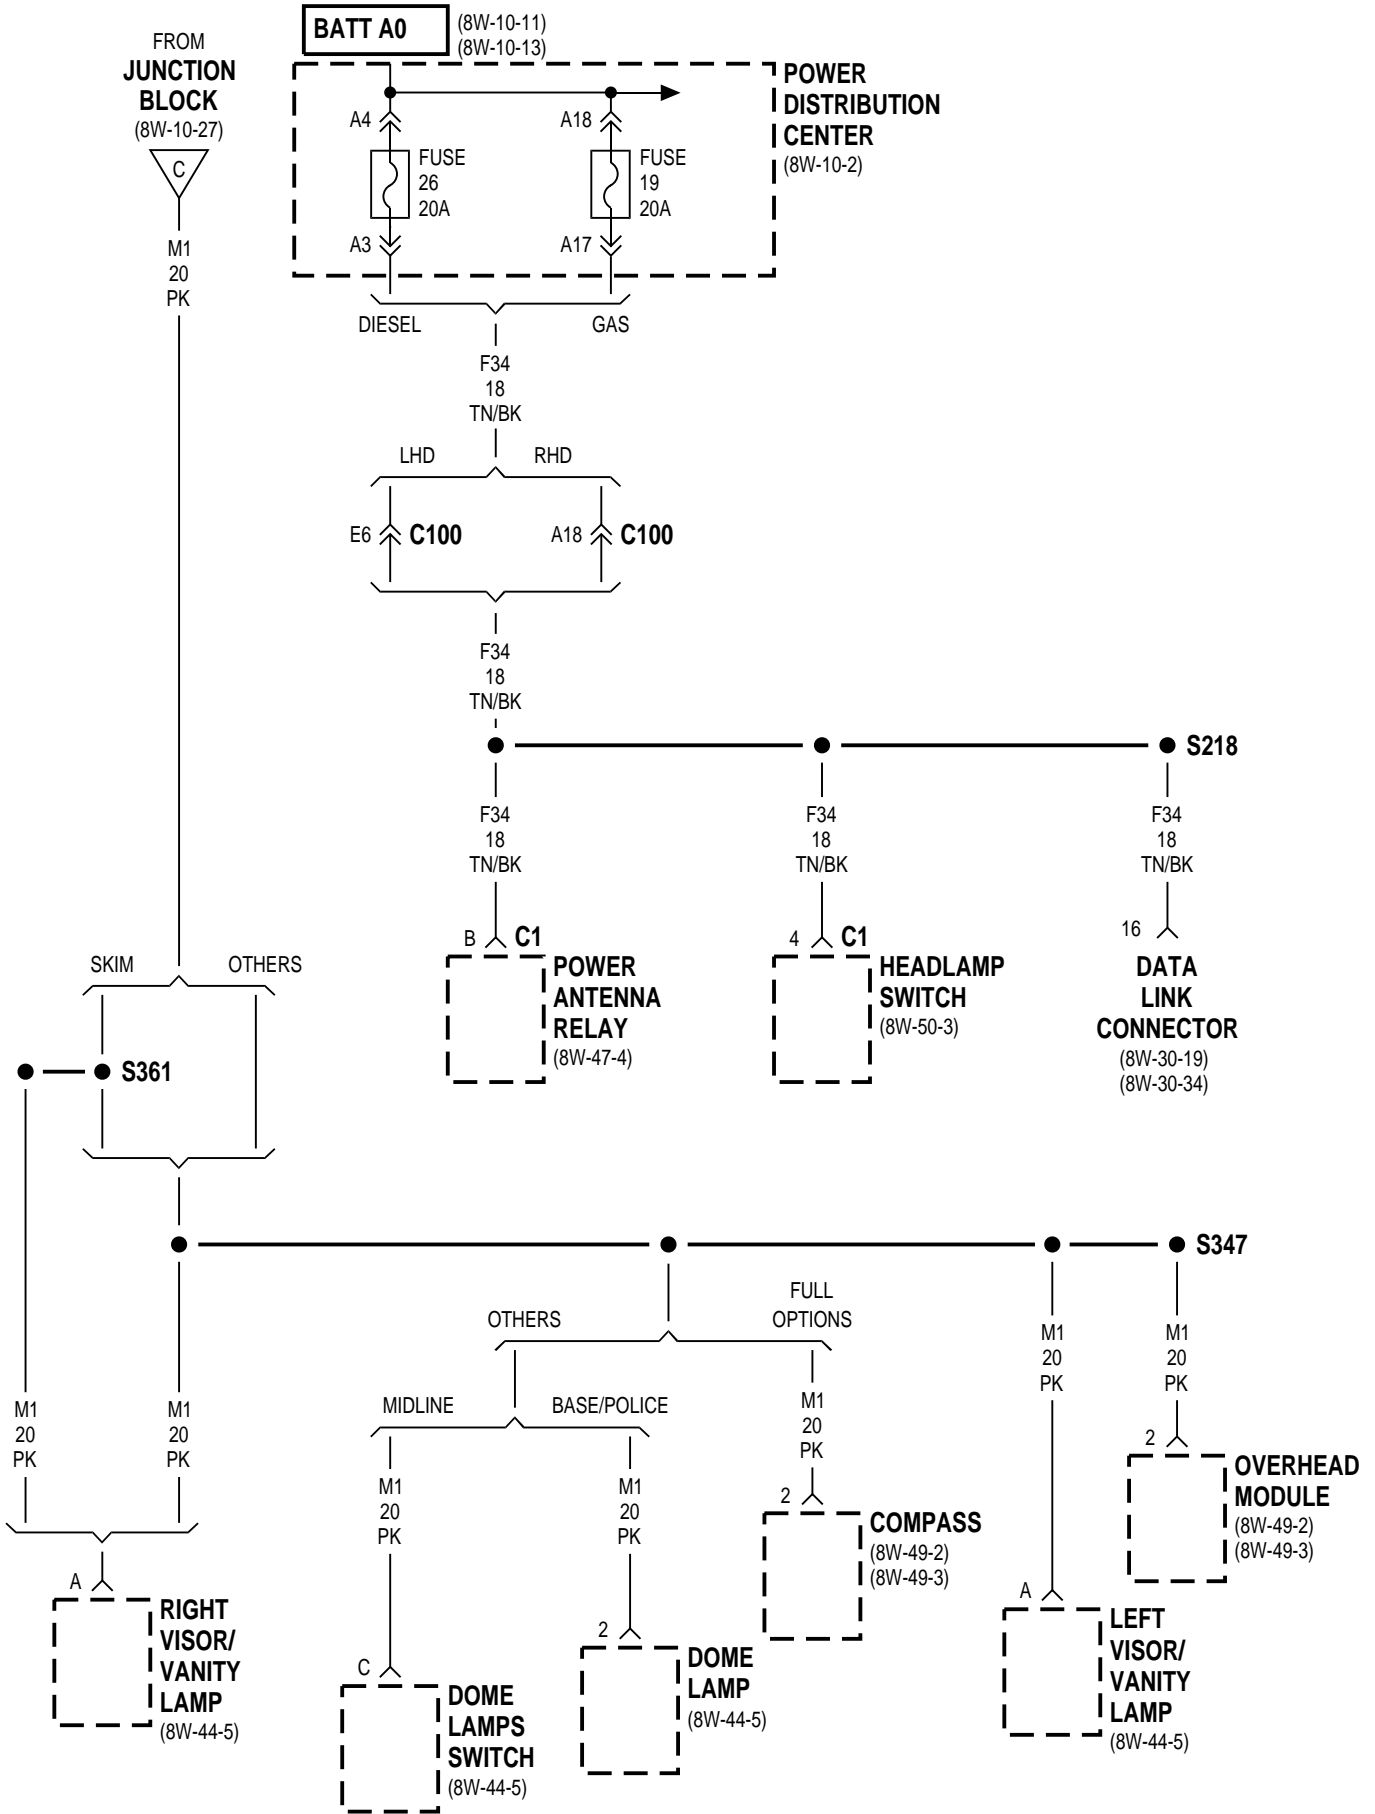 BATT A0
(8W-10-11)
(8W-10-13)
FROM
JUNCTION
BLOCK
(8W-10-27)
C
M1
20
PK
POWER
DISTRIBUTION
CENTER
(8W-10-2)
A4
FUSE
26
20A
A3
A18
FUSE
19
20A
A17
DIESEL
GAS
F34
18
TN/BK
LHD
RHD
E6
C100
A18
C100
F34
18
TN/BK
S218
F34
18
TN/BK
F34
18
TN/BK
F34
18
TN/BK
B
C1
POWER
ANTENNA
RELAY
(8W-47-4)
4
C1
HEADLAMP
SWITCH
(8W-50-3)
16
DATA
LINK
CONNECTOR
(8W-30-19)
(8W-30-34)
SKIM
OTHERS
S361
S347
OTHERS
FULL
OPTIONS
MIDLINE
BASE/POLICE
M1
20
PK
M1
20
PK
A
RIGHT
VISOR/
VANITY
LAMP
(8W-44-5)
M1
20
PK
C
DOME
LAMPS
SWITCH
(8W-44-5)
M1
20
PK
2
DOME
LAMP
(8W-44-5)
M1
20
PK
2
COMPASS
(8W-49-2)
(8W-49-3)
M1
20
PK
A
LEFT
VISOR/
VANITY
LAMP
(8W-44-5)
M1
20
PK
2
OVERHEAD
MODULE
(8W-49-2)
(8W-49-3)